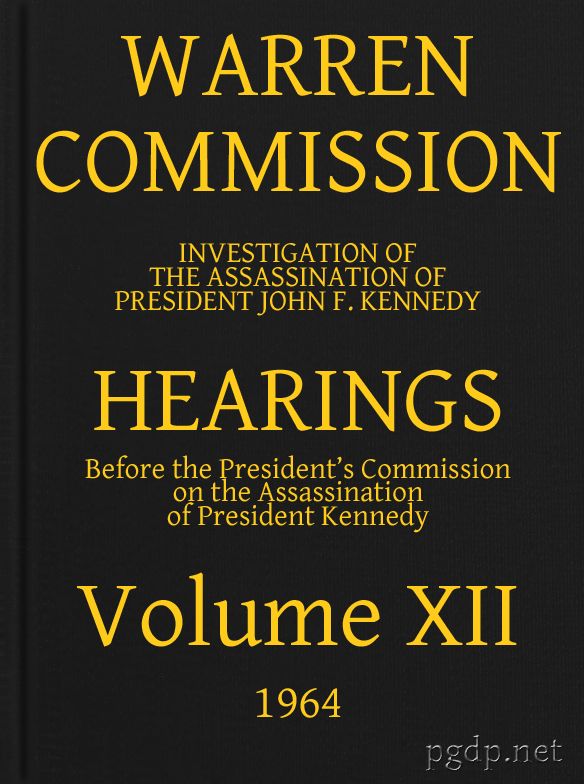 WARREN
COMMISSION
INVESTIGATION OF
THE ASSASSINATION OF
PRESIDENT JOHN F. KENNEDY
HEARINGS
Before the President’s Commission
on the Assassination
of President Kennedy
Volume XII
1964
pgdp.net